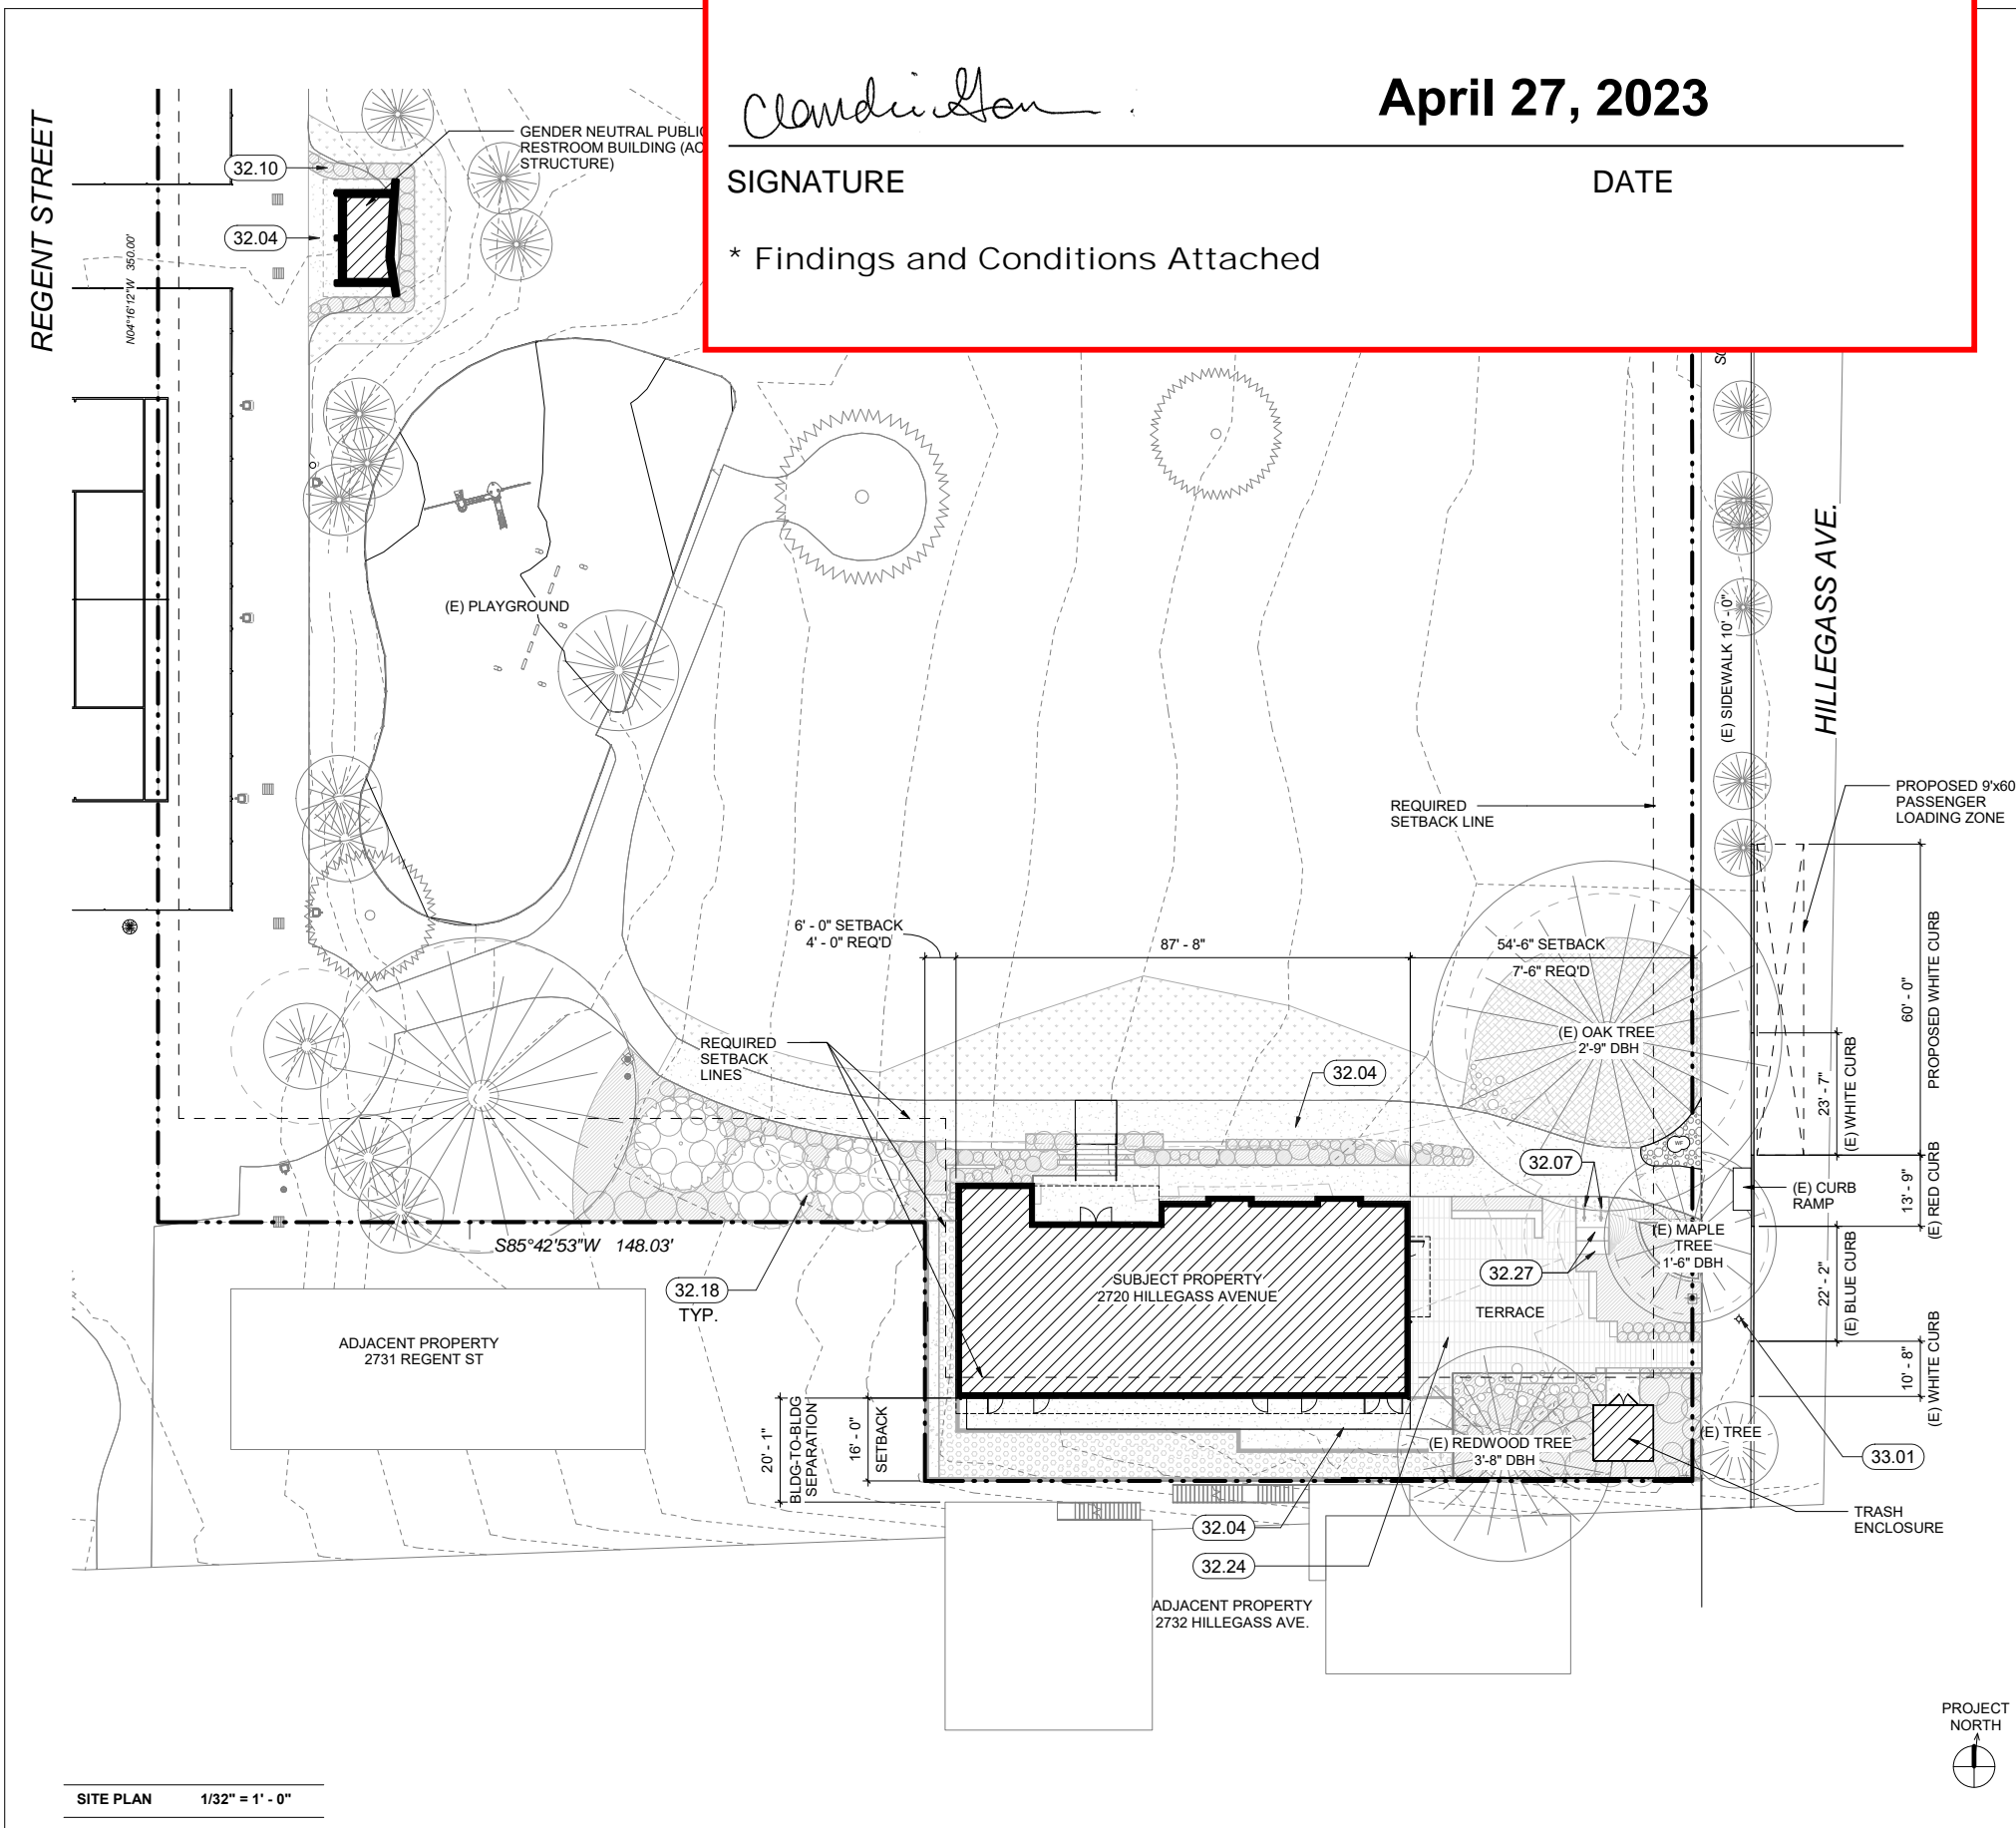 April 27, 2023
SIGNATURE
DATE
* Findings and Conditions Attached
REGENT STREET
N04°16'12"W 350.00'
32.10
32.04
GENDER NEUTRAL PUBLIC
RESTROOM BUILDING
STRUCTURE)
(E) PLAYGROUND
(E) SIDEWALK 10' - 0"
HILLEGASS AVE.
REQUIRED
SETBACK LINE
PROPOSED 9'x60
PASSENGER
LOADING ZONE
6' - 0" SETBACK
4' - 0" REQ'D
87' - 8"
54'-6" SETBACK
7'-6" REQ'D
(E) OAK TREE
2'-9" DBH
60' - 0"
PROPOSED WHITE CURB
23' - 7"
(E) WHITE CURB
REQUIRED
SETBACK
LINES
32.04
WF
32.07
(E) CURB
RAMP
13' - 9"
(E) RED CURB
(E) MAPLE
TREE
1'-6" DBH
S85°42'53"W 148.03'
32.18
TYP.
SUBJECT PROPERTY
2720 HILLEGASS AVENUE
32.27
TERRACE
22' - 2"
(E) BLUE CURB
ADJACENT PROPERTY
2731 REGENT ST
10' - 8"
(E) WHITE CURB
20' - 1"
BLDG-TO-BLDG
SEPARATION
16' - 0"
SETBACK
(E) REDWOOD TREE
3'-8" DBH
(E) TREE
33.01
TRASH
ENCLOSURE
32.04
32.24
ADJACENT PROPERTY
2732 HILLEGASS AVE.
PROJECT
NORTH
SITE PLAN 1/32" = 1' - 0"